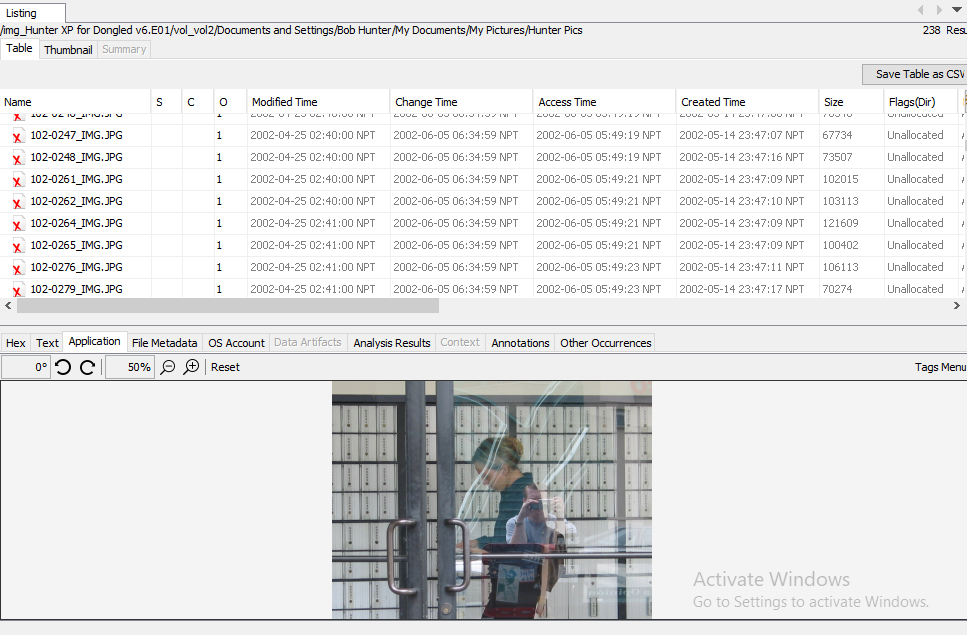 Listing
/img_Hunter XP for Dongled v6.E01/vol_vol2/Documents and Settings/Bob Hunter/My Documents/My Pictures/Hunter Pics 238 Resu
Table Thumbnail Summary
Save Table as CSV
Name S C O Modified Time Change Time Access Time Created Time Size Flags(Dir)
102-0247_IMG.JPG 1 2002-04-25 02:40:00 NPT 2002-06-05 06:34:59 NPT 2002-06-05 05:49:19 NPT 2002-05-14 23:47:07 NPT 67734 Unallocated
102-0248_IMG.JPG 1 2002-04-25 02:40:00 NPT 2002-06-05 06:34:59 NPT 2002-06-05 05:49:19 NPT 2002-05-14 23:47:16 NPT 73507 Unallocated
102-0261_IMG.JPG 1 2002-04-25 02:40:00 NPT 2002-06-05 06:34:59 NPT 2002-06-05 05:49:21 NPT 2002-05-14 23:47:09 NPT 102015 Unallocated
102-0262_IMG.JPG 1 2002-04-25 02:40:00 NPT 2002-06-05 06:34:59 NPT 2002-06-05 05:49:21 NPT 2002-05-14 23:47:10 NPT 103113 Unallocated
102-0264_IMG.JPG 1 2002-04-25 02:41:00 NPT 2002-06-05 06:34:59 NPT 2002-06-05 05:49:21 NPT 2002-05-14 23:47:09 NPT 121609 Unallocated
102-0265_IMG.JPG 1 2002-04-25 02:41:00 NPT 2002-06-05 06:34:59 NPT 2002-06-05 05:49:21 NPT 2002-05-14 23:47:09 NPT 100402 Unallocated
102-0276_IMG.JPG 1 2002-04-25 02:41:00 NPT 2002-06-05 06:34:59 NPT 2002-06-05 05:49:23 NPT 2002-05-14 23:47:11 NPT 106113 Unallocated
102-0279_IMG.JPG 1 2002-04-25 02:41:00 NPT 2002-06-05 06:34:59 NPT 2002-06-05 05:49:23 NPT 2002-05-14 23:47:17 NPT 70274 Unallocated
Hex Text Application File Metadata OS Account Data Artifacts Analysis Results Context Annotations Other Occurrences
0° 50% Reset Tags Menu
Activate Windows
Go to Settings to activate Windows.